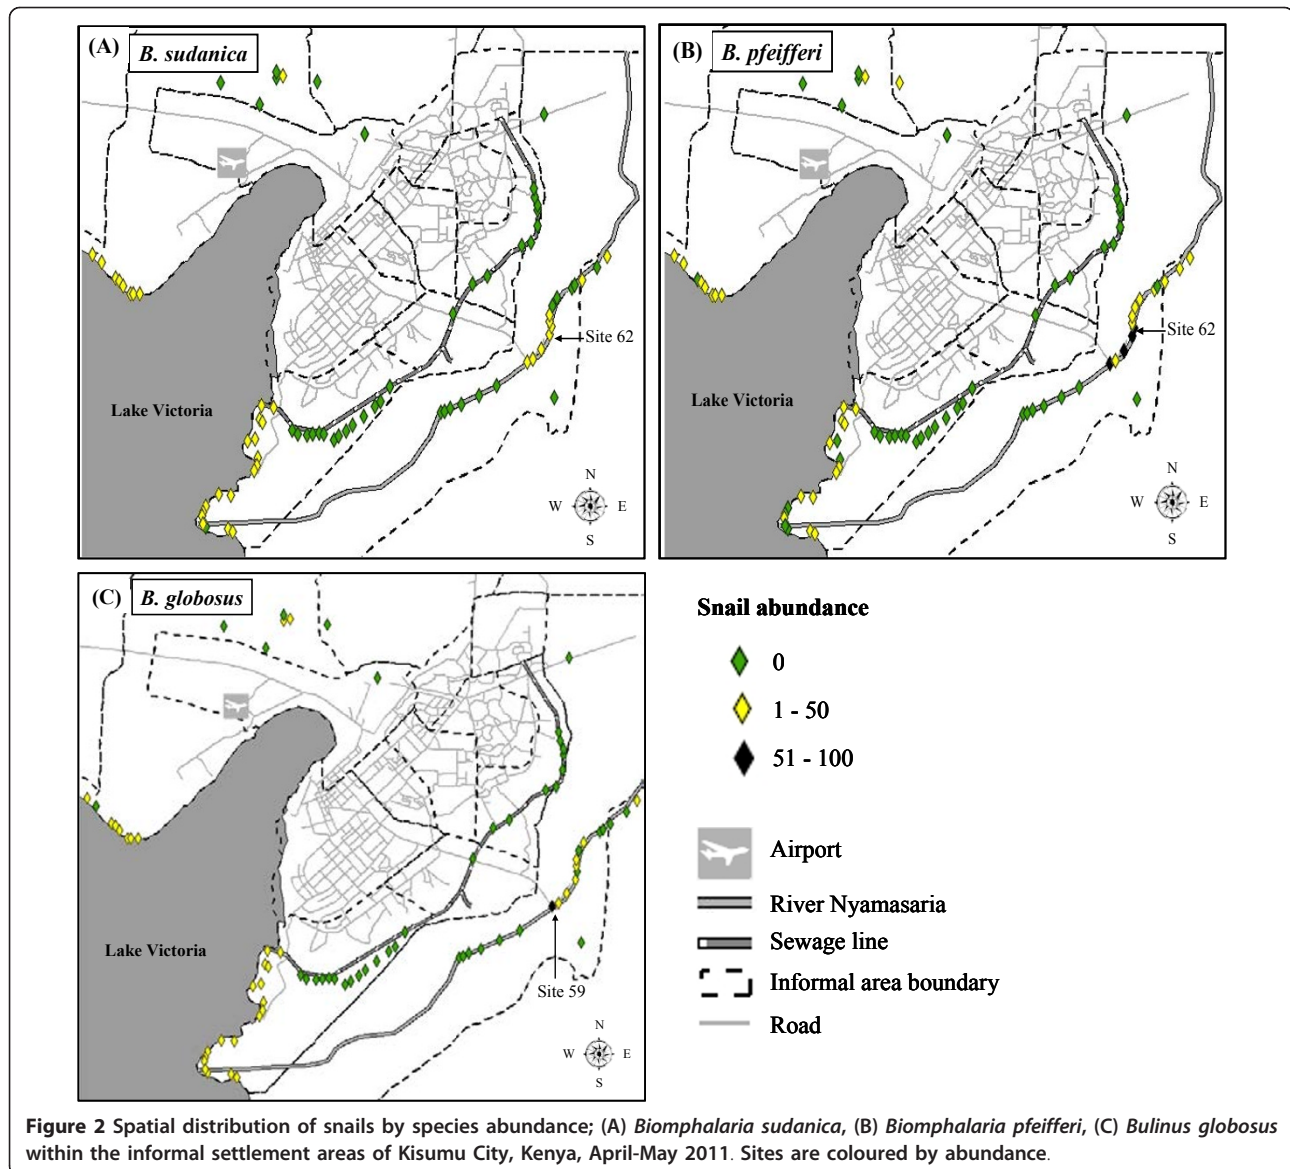 (A) B. sudanica
Lake Victoria
Site 62
N
W E
S
(B) B. pfeifferi
Lake Victoria
Site 62
N
W E
S
(C) B. globosus
Lake Victoria
Site 59
N
W E
S
Snail abundance
0
1 - 50
51 - 100
Airport
River Nyamasaria
Sewage line
Informal area boundary
Road
Figure 2 Spatial distribution of snails by species abundance; (A) Biomphalaria sudanica, (B) Biomphalaria pfeifferi, (C) Bulinus globosus
within the informal settlement areas of Kisumu City, Kenya, April-May 2011. Sites are coloured by abundance.